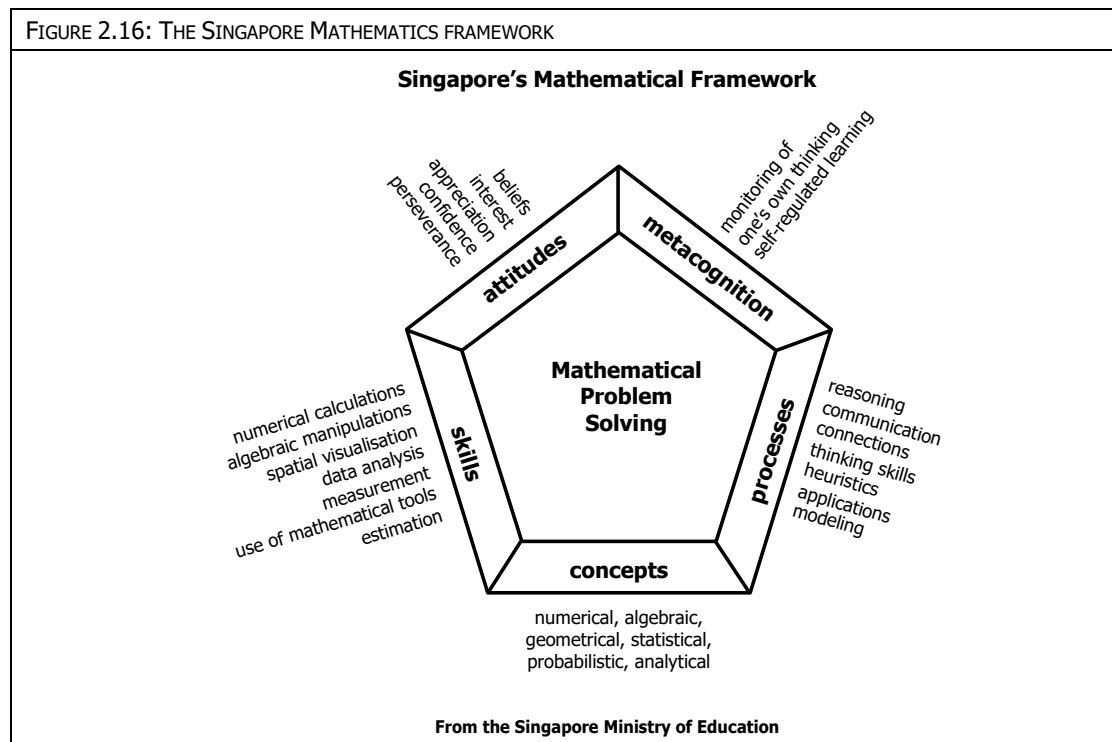 FIGURE 2.16: THE SINGAPORE MATHEMATICS FRAMEWORK
Singapore's Mathematical Framework
beliefs
interest
appreciation
confidence
perseverance
attitudes
monitoring of
one's own thinking
self-regulated learning
metacognition
Mathematical
Problem
Solving
numerical calculations
algebraic manipulations
spatial visualisation
data analysis
measurement
use of mathematical tools
estimation
skills
processes
reasoning
communication
connections
thinking skills
heuristics
applications
modeling
concepts
numerical, algebraic,
geometrical, statistical,
probabilistic, analytical
From the Singapore Ministry of Education